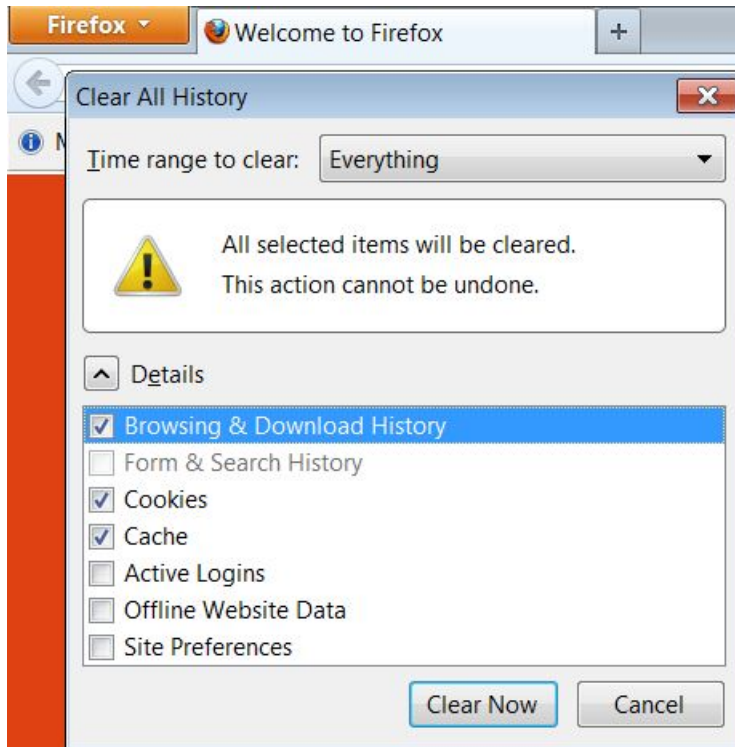 Firefox
Welcome to Firefox
Clear All History
Time range to clear: Everything
All selected items will be cleared.
This action cannot be undone.
Details
Browsing & Download History
Form & Search History
Cookies
Cache
Active Logins
Offline Website Data
Site Preferences
Clear Now Cancel